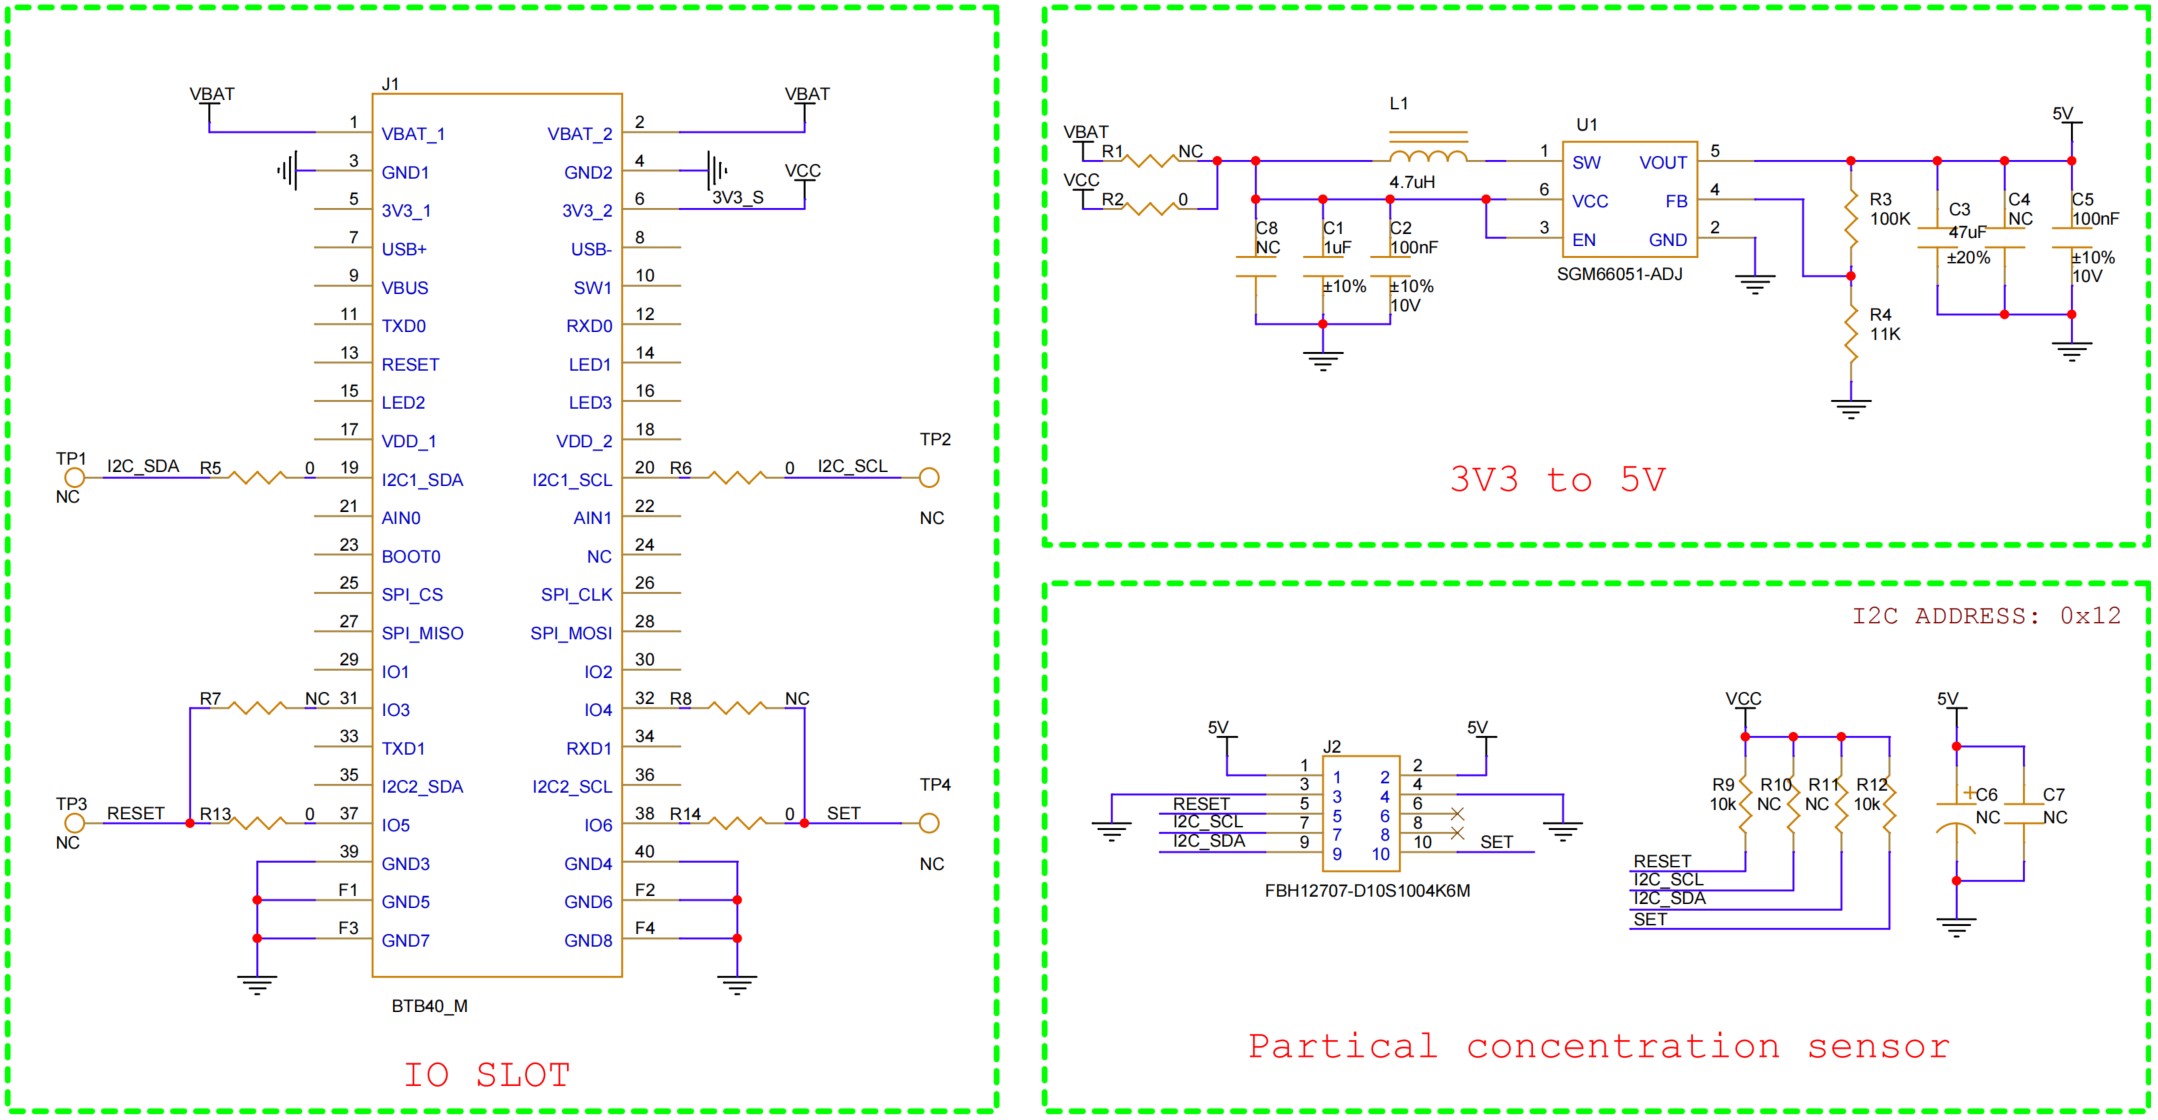 J1
VBAT
VBAT
1 VBAT_1 VBAT_2 2
3 GND1 GND2 4
VCC
5 3V3_1 3V3_2 6 3V3_S
7 USB+ USB- 8
9 VBUS SW1 10
11 TXD0 RXD0 12
13 RESET LED1 14
15 LED2 LED3 16
17 VDD_1 VDD_2 18
TP1 I2C_SDA R5 0 19 I2C1_SDA I2C1_SCL 20 R6 0 I2C_SCL TP2
NC
NC
21 AIN0 AIN1 22
23 BOOT0 NC 24
25 SPI_CS SPI_CLK 26
27 SPI_MISO SPI_MOSI 28
29 IO1 IO2 30
R7 NC 31 IO3 IO4 32 R8 NC
33 TXD1 RXD1 34
35 I2C2_SDA I2C2_SCL 36
TP3 RESET R13 0 37 IO5 IO6 38 R14 0 SET TP4
NC
NC
39 GND3 GND4 40
F1 GND5 GND6 F2
F3 GND7 GND8 F4
BTB40_M
IO SLOT
L1
4.7uH
U1
VBAT
R1 NC
VCC
R2 0
1 SW VOUT 5
6 VCC FB 4
3 EN GND 2
SGM66051-ADJ
5V
C8
NC
C1
1uF
±10%
C2
100nF
±10%
10V
R3
100K
R4
11K
C3
47uF
±20%
C4
NC
C5
100nF
±10%
10V
3V3 to 5V
I2C ADDRESS: 0x12
5V
5V
J2
1 1 2 2
3 3 4 4
RESET 5 5 6 6
I2C_SCL 7 7 8 8
I2C_SDA 9 9 10 10 SET
FBH12707-D10S1004K6M
VCC
R9
10k
R10
NC
R11
NC
R12
10k
RESET
I2C_SCL
I2C_SDA
SET
5V
+
C6
NC
C7
NC
Partical concentration sensor